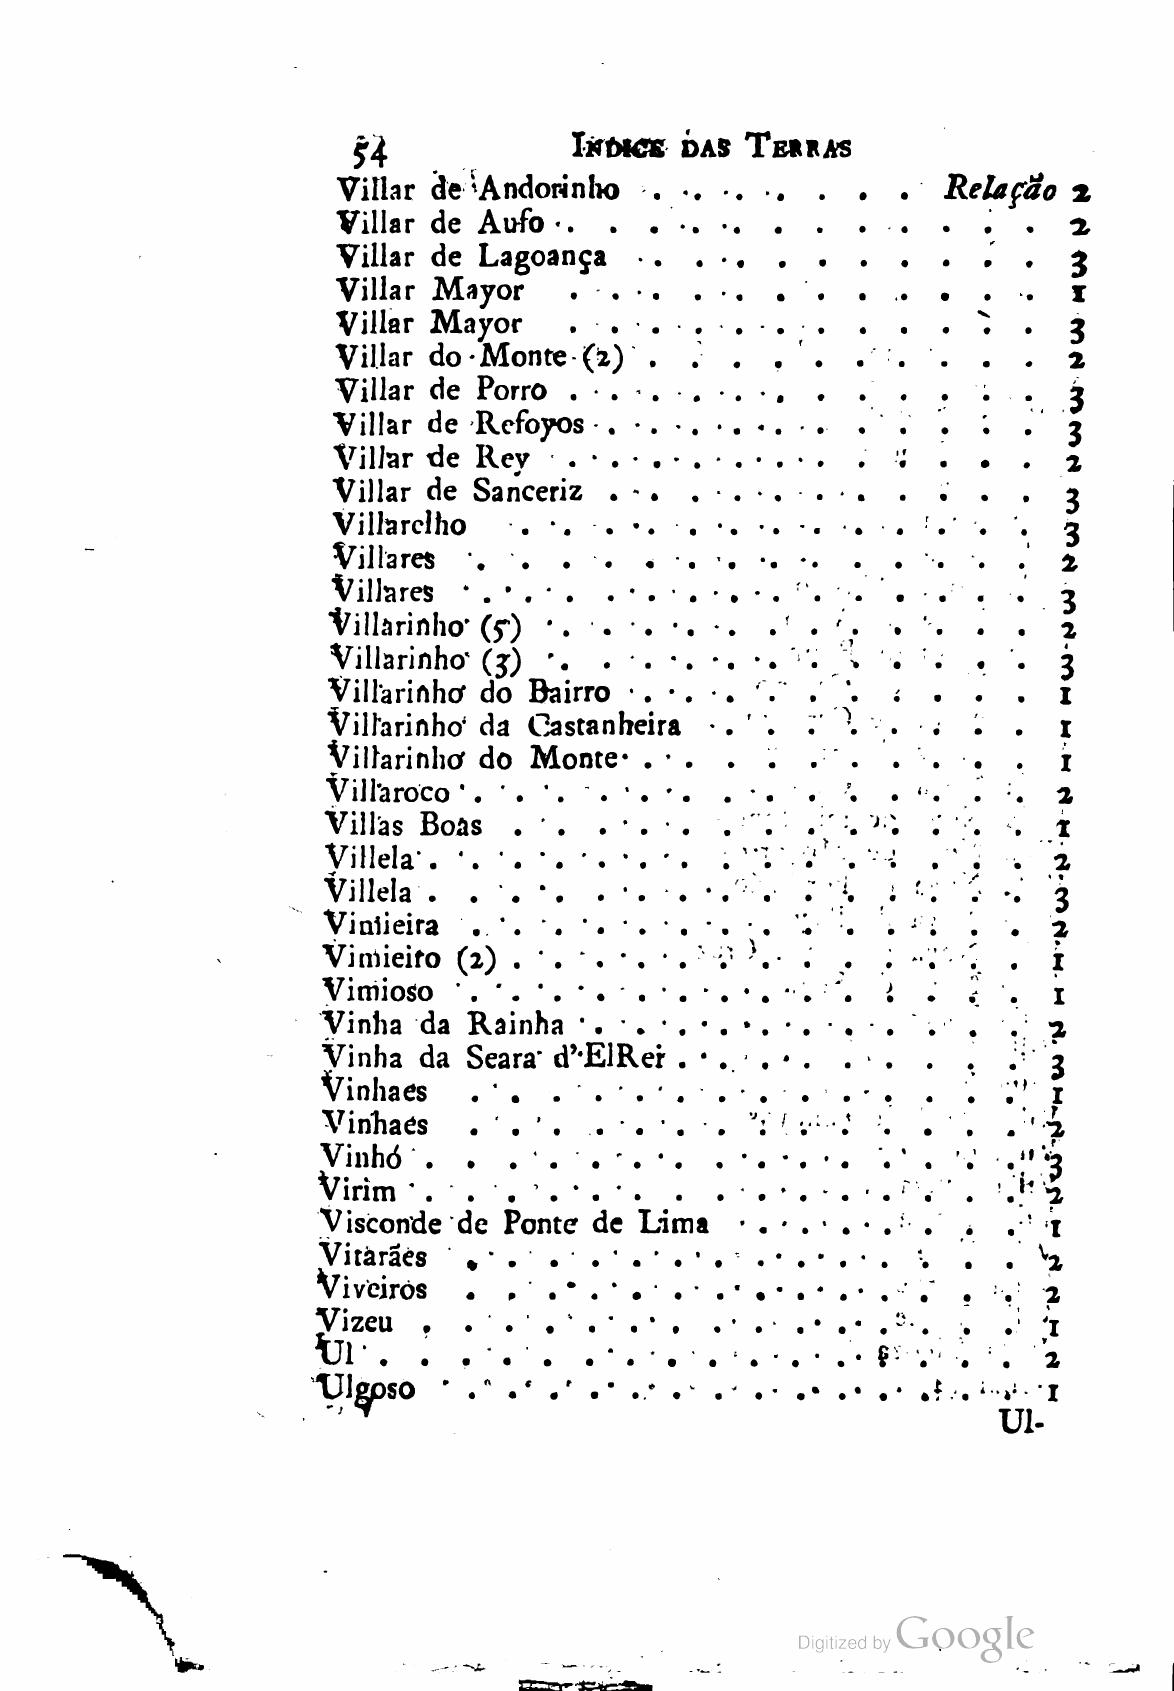 54 INDICE DAS TERRAS
Villar de Andorinho . . . . . . . . Relação 2
Villar de Aufo . . . . . . . . . . . . 2
Villar de Lagoança . . . . . . . . . . . 3
Villar Mayor . . . . . . . . . . . . 1
Villar Mayor . . . . . . . . . . . . 3
Villar do Monte (2) . . . . . . . . . . 2
Villar de Porro . . . . . . . . . . . . 3
Villar de Refoyos . . . . . . . . . . . 3
Villar de Rey . . . . . . . . . . . . 2
Villar de Sanceriz . . . . . . . . . . . 3
Villarelho . . . . . . . . . . . . . 3
Villares . . . . . . . . . . . . . . 2
Villares . . . . . . . . . . . . . . 3
Villarinho (5) . . . . . . . . . . . . 2
Villarinho (3) . . . . . . . . . . . . 3
Villarinho do Bairro . . . . . . . . . . 1
Villarinho da Castanheira . . . . . . . . 1
Villarinho do Monte . . . . . . . . . . 1
Villaroco . . . . . . . . . . . . . . 2
Villas Boas . . . . . . . . . . . . . 1
Villela . . . . . . . . . . . . . . . 2
Villela . . . . . . . . . . . . . . . 3
Vimieira . . . . . . . . . . . . . . 2
Vimieiro (2) . . . . . . . . . . . . . 1
Vimioso . . . . . . . . . . . . . . 1
Vinha da Rainha . . . . . . . . . . . 2
Vinha da Seara d'ElRei . . . . . . . . . 3
Vinhaes . . . . . . . . . . . . . . 1
Vinhaes . . . . . . . . . . . . . . 2
Vinhó . . . . . . . . . . . . . . . 3
Virim . . . . . . . . . . . . . . . 2
Visconde de Ponte de Lima . . . . . . . . 1
Vitarães . . . . . . . . . . . . . . 2
Viveiros . . . . . . . . . . . . . . 2
Vizeu . . . . . . . . . . . . . . . 1
Ul . . . . . . . . . . . . . . . . 2
Ulgoso . . . . . . . . . . . . . . . 1
Ul-
Digitized by Google